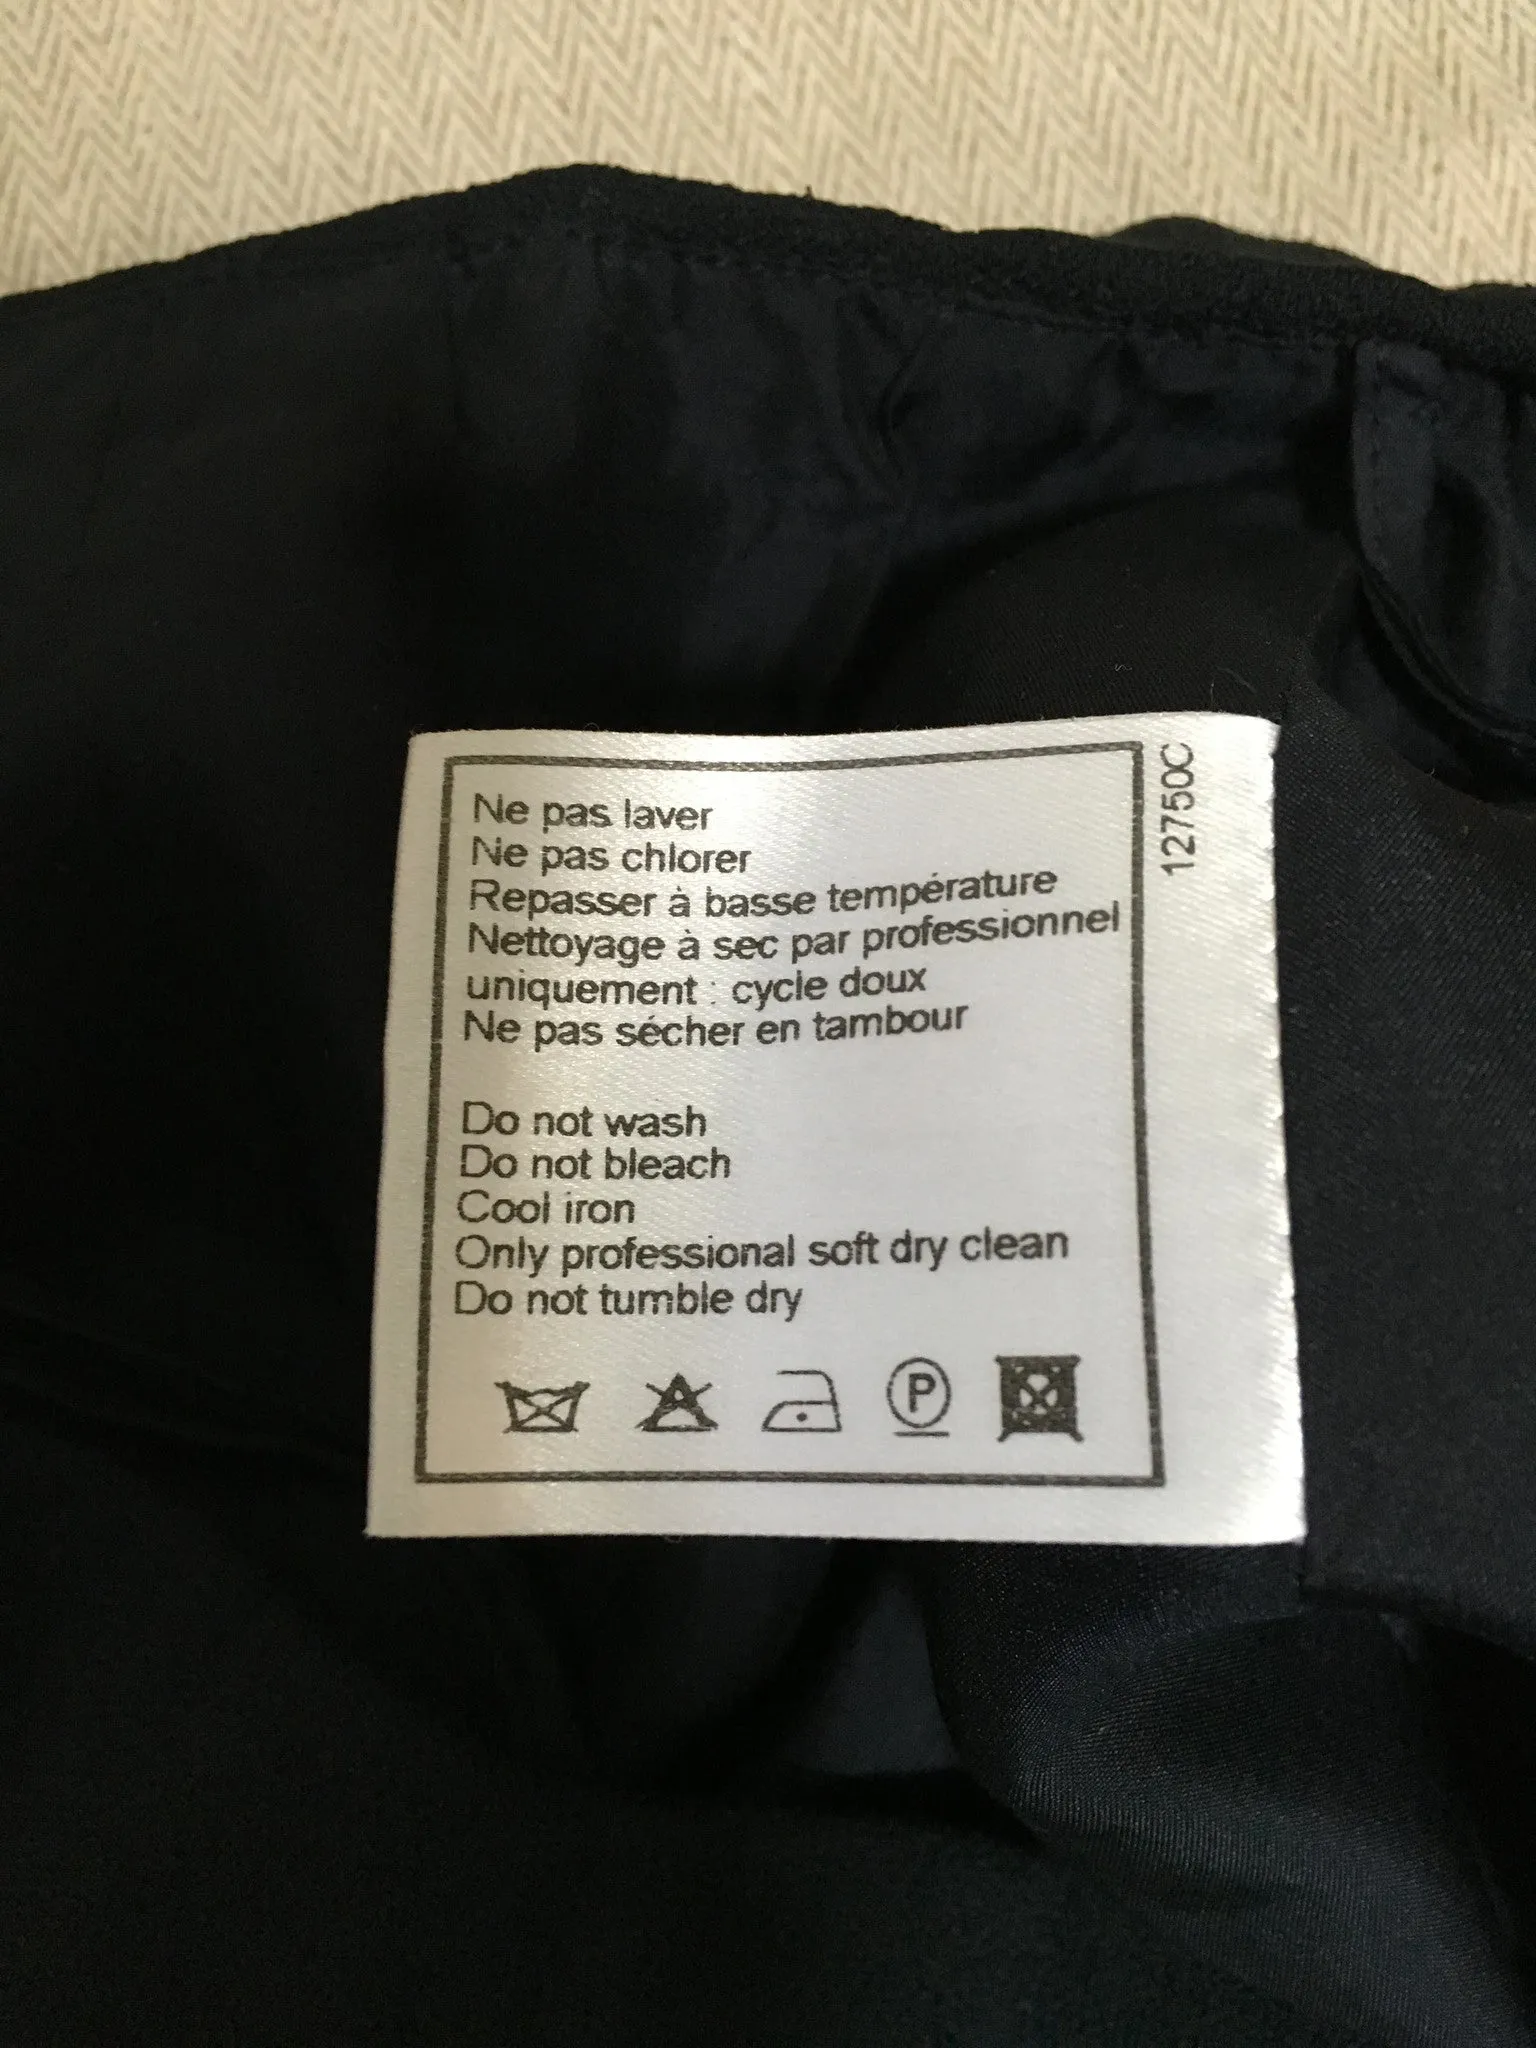 Ne pas laver
Ne pas chlorer
Repasser à basse température
Nettoyage à sec par professionnel
uniquement : cycle doux
Ne pas sécher en tambour
Do not wash
Do not bleach
Cool iron
Only professional soft dry clean
Do not tumble dry
P
12750C